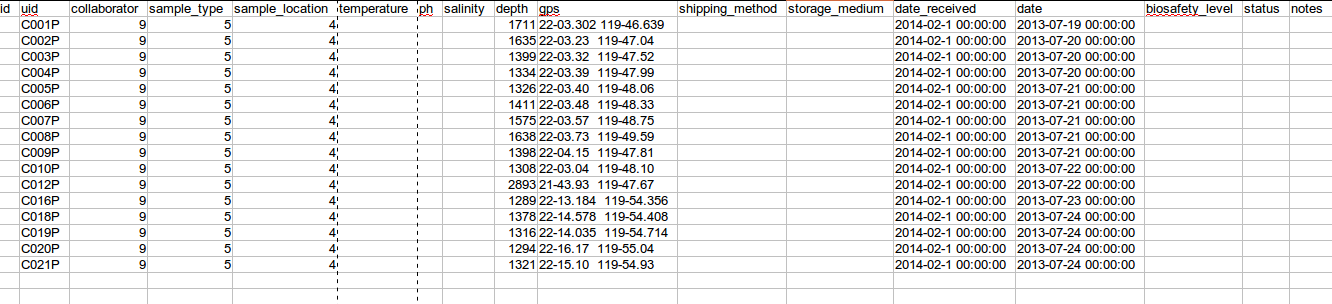 id uid collaborator sample_type sample_location temperature ph salinity depth gps shipping_method storage_medium date_received date biosafety_level status notes
C001P 9 5 4 1711 22-03.302 119-46.639 2014-02-1 00:00:00 2013-07-19 00:00:00
C002P 9 5 4 1635 22-03.23 119-47.04 2014-02-1 00:00:00 2013-07-20 00:00:00
C003P 9 5 4 1399 22-03.32 119-47.52 2014-02-1 00:00:00 2013-07-20 00:00:00
C004P 9 5 4 1334 22-03.39 119-47.99 2014-02-1 00:00:00 2013-07-20 00:00:00
C005P 9 5 4 1326 22-03.40 119-48.06 2014-02-1 00:00:00 2013-07-21 00:00:00
C006P 9 5 4 1411 22-03.48 119-48.33 2014-02-1 00:00:00 2013-07-21 00:00:00
C007P 9 5 4 1575 22-03.57 119-48.75 2014-02-1 00:00:00 2013-07-21 00:00:00
C008P 9 5 4 1638 22-03.73 119-49.59 2014-02-1 00:00:00 2013-07-21 00:00:00
C009P 9 5 4 1398 22-04.15 119-47.81 2014-02-1 00:00:00 2013-07-21 00:00:00
C010P 9 5 4 1308 22-03.04 119-48.10 2014-02-1 00:00:00 2013-07-22 00:00:00
C012P 9 5 4 2893 21-43.93 119-47.67 2014-02-1 00:00:00 2013-07-22 00:00:00
C016P 9 5 4 1289 22-13.184 119-54.356 2014-02-1 00:00:00 2013-07-23 00:00:00
C018P 9 5 4 1378 22-14.578 119-54.408 2014-02-1 00:00:00 2013-07-24 00:00:00
C019P 9 5 4 1316 22-14.035 119-54.714 2014-02-1 00:00:00 2013-07-24 00:00:00
C020P 9 5 4 1294 22-16.17 119-55.04 2014-02-1 00:00:00 2013-07-24 00:00:00
C021P 9 5 4 1321 22-15.10 119-54.93 2014-02-1 00:00:00 2013-07-24 00:00:00